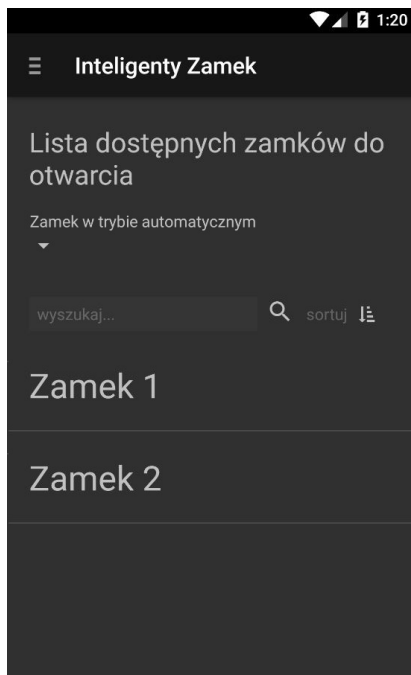 1:20
Inteligenty Zamek
Lista dostępnych zamków do
otwarcia
Zamek w trybie automatycznym
wyszukaj...
sortuj
Zamek 1
Zamek 2